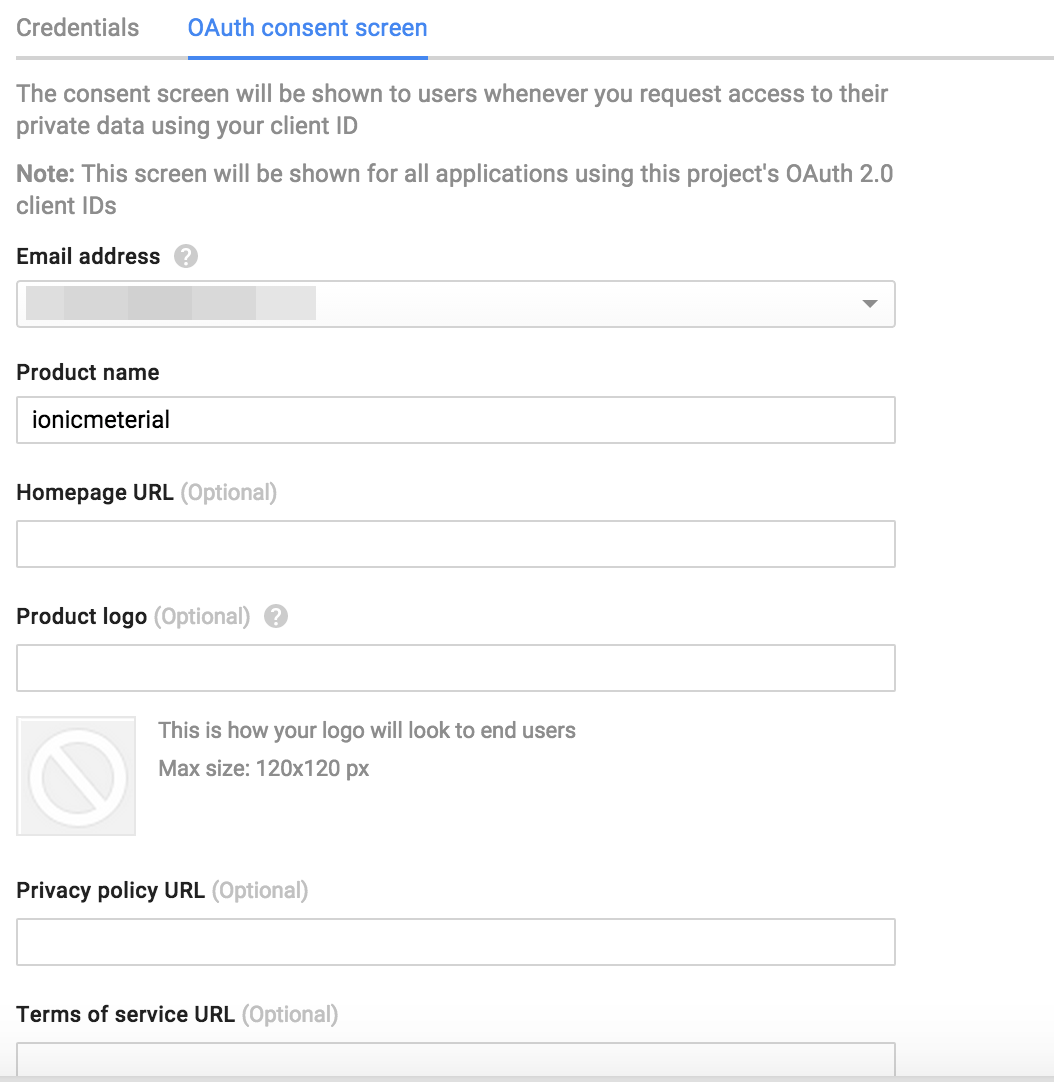 Credentials OAuth consent screen
The consent screen will be shown to users whenever you request access to their
private data using your client ID
Note: This screen will be shown for all applications using this project's OAuth 2.0
client IDs
Email address ?
Product name
ionicmeterial
Homepage URL (Optional)
Product logo (Optional) ?
This is how your logo will look to end users
Max size: 120x120 px
Privacy policy URL (Optional)
Terms of service URL (Optional)